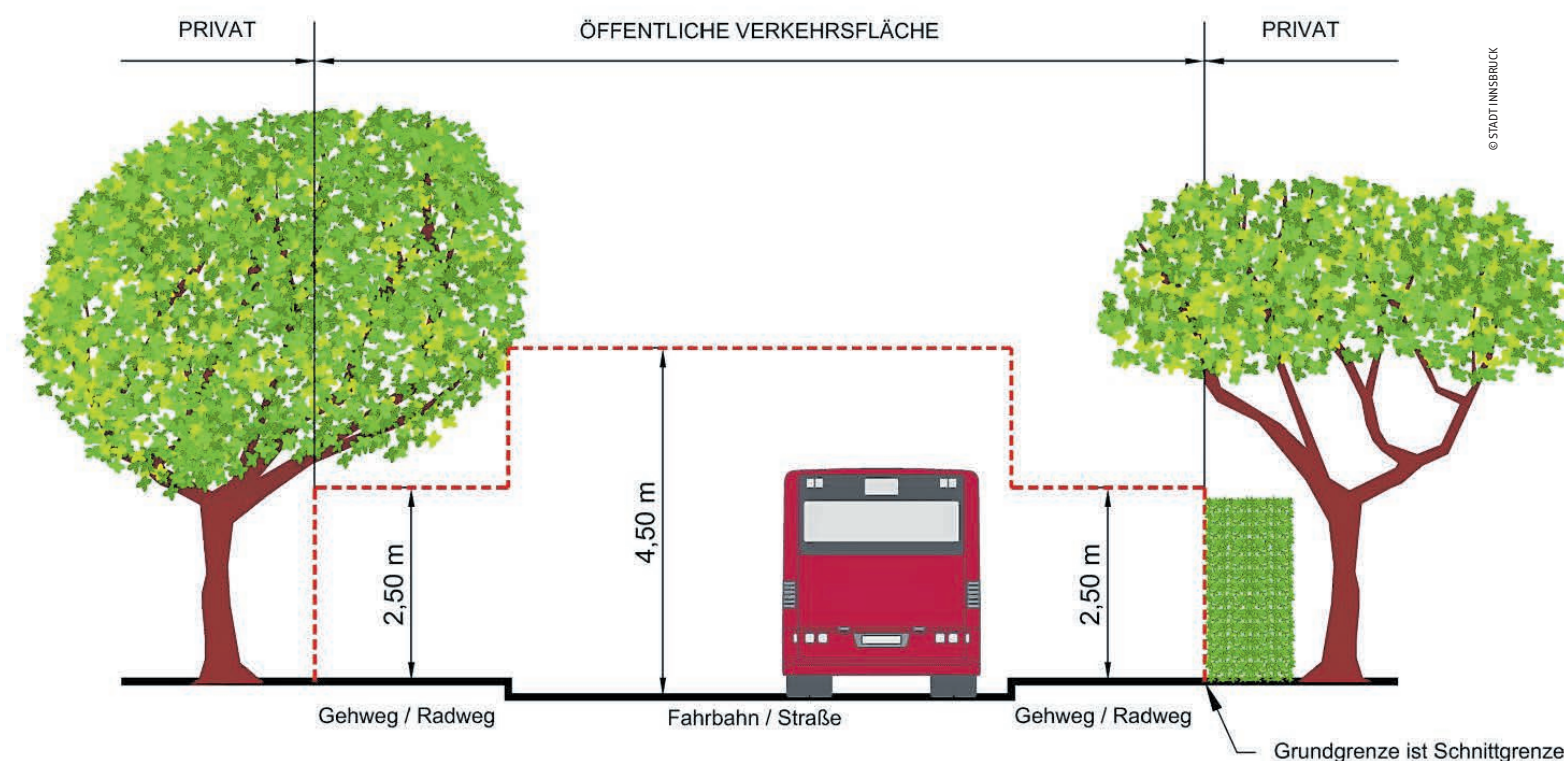 PRIVAT
ÖFFENTLICHE VERKEHRSFLÄCHE
PRIVAT
© STADT INNSBRUCK
2,50 m
4,50 m
2,50 m
Gehweg / Radweg
Fahrbahn / Straße
Gehweg / Radweg
Grundgrenze ist Schnittgrenze